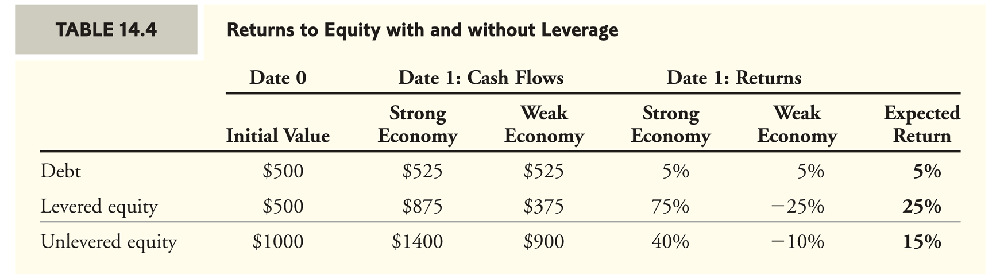 TABLE 14.4 Returns to Equity with and without Leverage
Date 0 Date 1: Cash Flows Date 1: Returns
Strong Weak Strong Weak Expected
Initial Value Economy Economy Economy Economy Return
Debt $500 $525 $525 5% 5% 5%
Levered equity $500 $875 $375 75% −25% 25%
Unlevered equity $1000 $1400 $900 40% −10% 15%